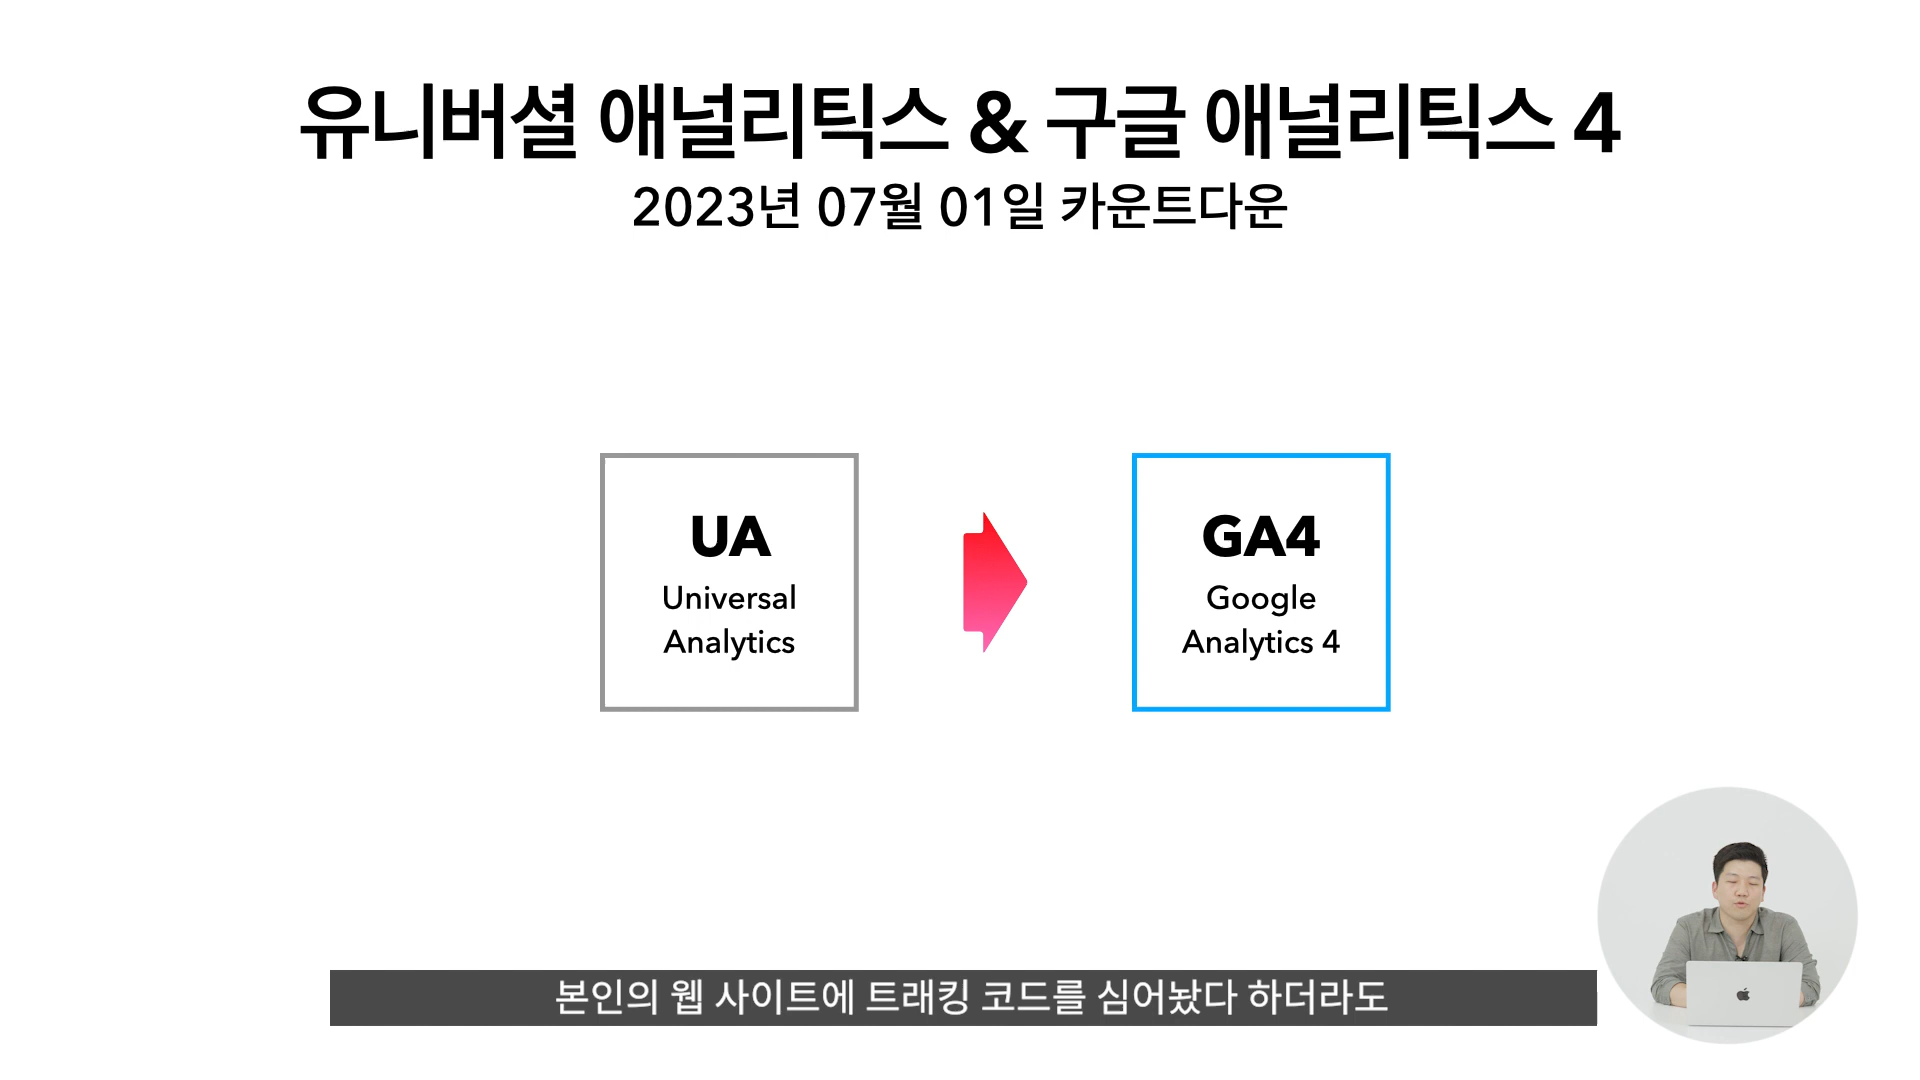 유니버셜 애널리틱스 & 구글 애널리틱스 4
2023년 07월 01일 카운트다운
UA
Universal
Analytics
GA4
Google
Analytics 4
본인의 웹 사이트에 트래킹 코드를 심어놨다 하더라도